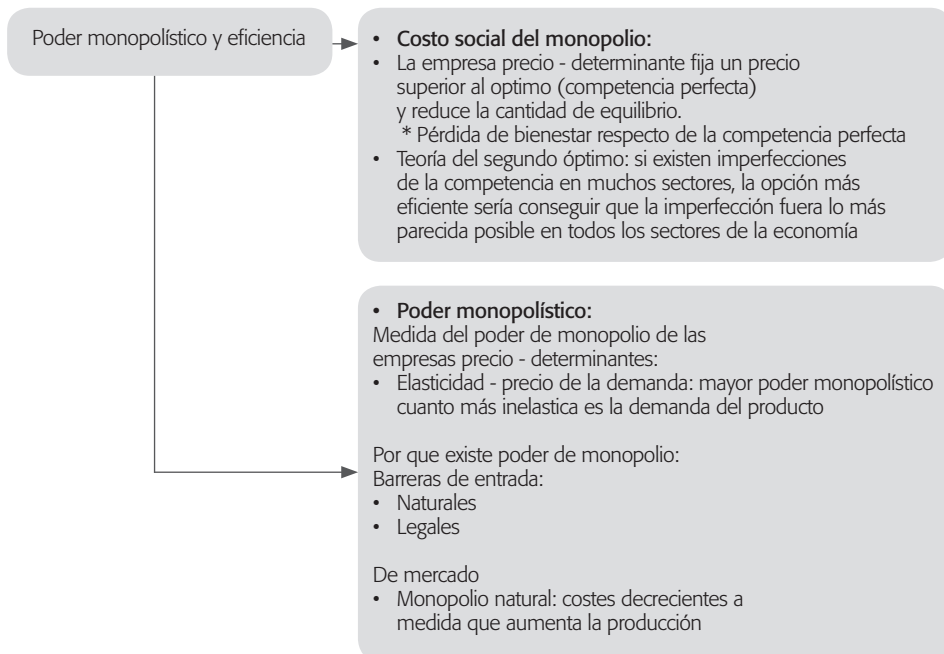 Poder monopolístico y eficiencia
• Costo social del monopolio:
• La empresa precio - determinante fija un precio
superior al optimo (competencia perfecta)
y reduce la cantidad de equilibrio.
* Pérdida de bienestar respecto de la competencia perfecta
• Teoría del segundo óptimo: si existen imperfecciones
de la competencia en muchos sectores, la opción más
eficiente sería conseguir que la imperfección fuera lo más
parecida posible en todos los sectores de la economía
• Poder monopolístico:
Medida del poder de monopolio de las
empresas precio - determinantes:
• Elasticidad - precio de la demanda: mayor poder monopolístico
cuanto más inelastica es la demanda del producto
Por que existe poder de monopolio:
Barreras de entrada:
• Naturales
• Legales
De mercado
• Monopolio natural: costes decrecientes a
medida que aumenta la producción